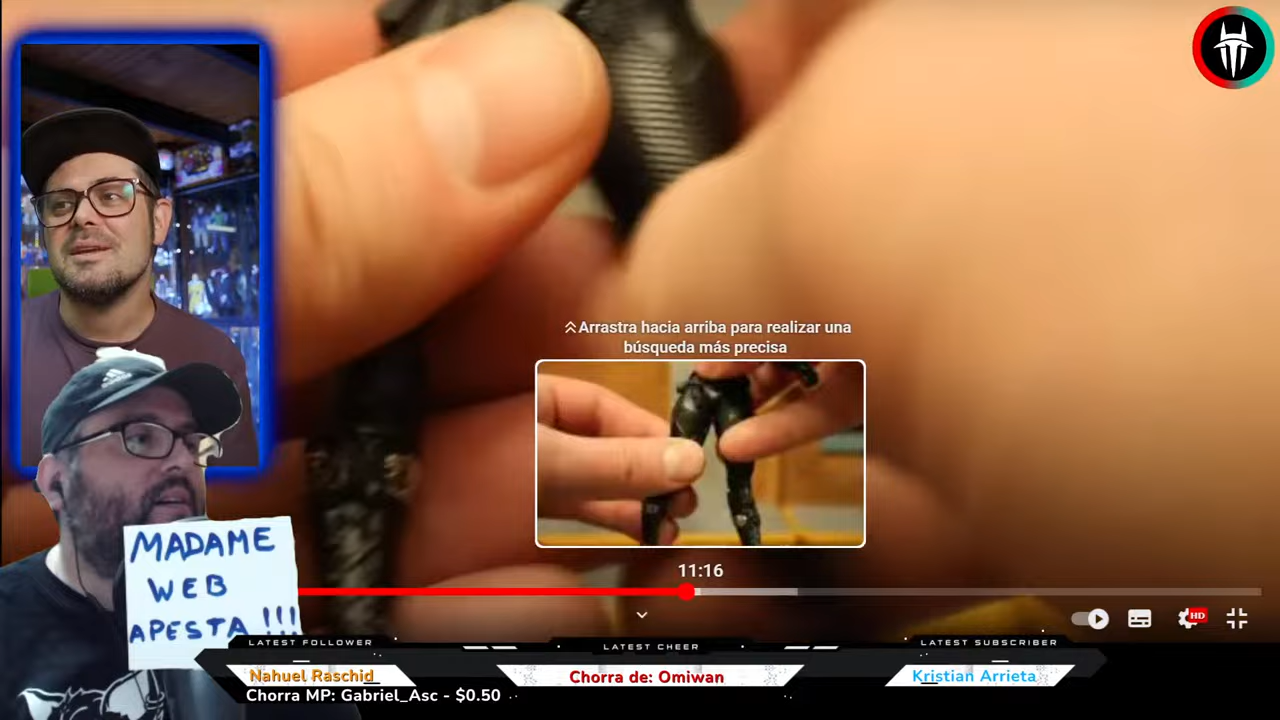 Arrastra hacia arriba para realizar una
búsqueda más precisa
11:16
HD
MADAME
WEB
APESTA !!!
LATEST FOLLOWER
Nahuel Raschid
Chorra MP: Gabriel_Asc - $0.50
LATEST CHEER
Chorra de: Omiwan
LATEST SUBSCRIBER
Kristian Arrieta